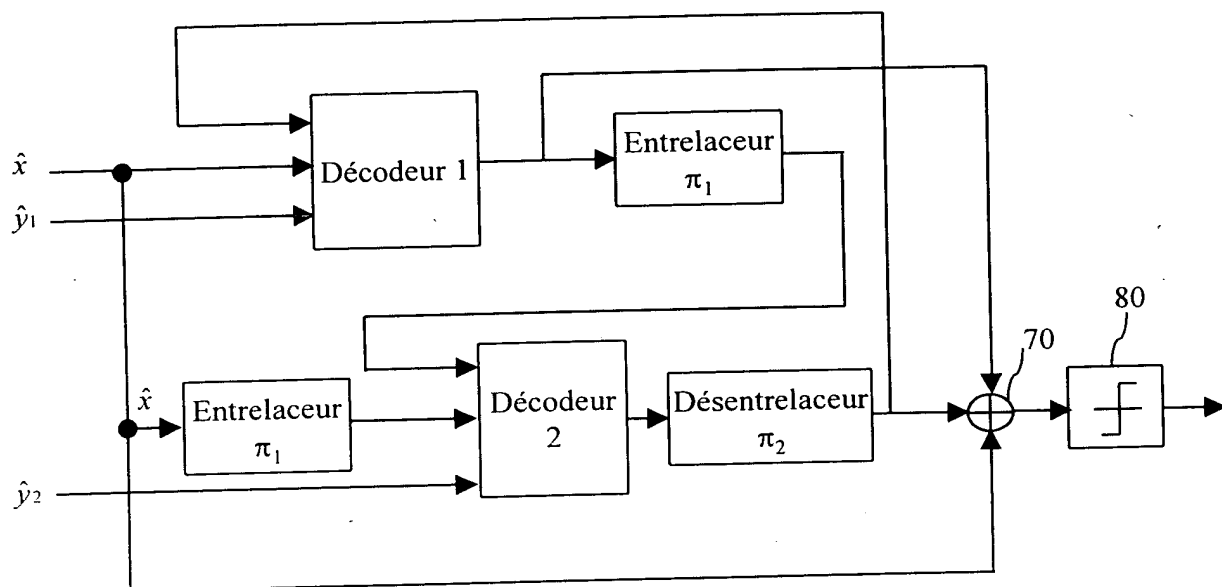 x̂
ŷ1
Décodeur 1
Entrelaceur
π1
x̂
Entrelaceur
π1
ŷ2
Décodeur
2
Désentrelaceur
π2
70
80